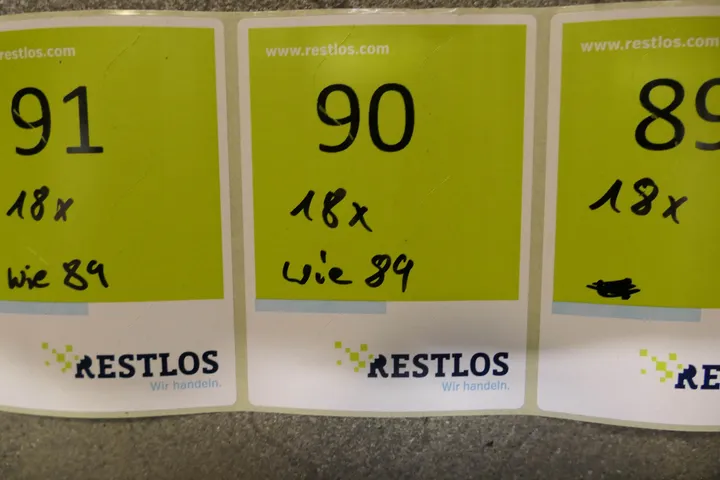 restlos.com
91
18x
wie 89
RESTLOS
Wir handeln.
www.restlos.com
90
18x
wie 89
RESTLOS
Wir handeln.
www.restlos.com
89
18x
RE